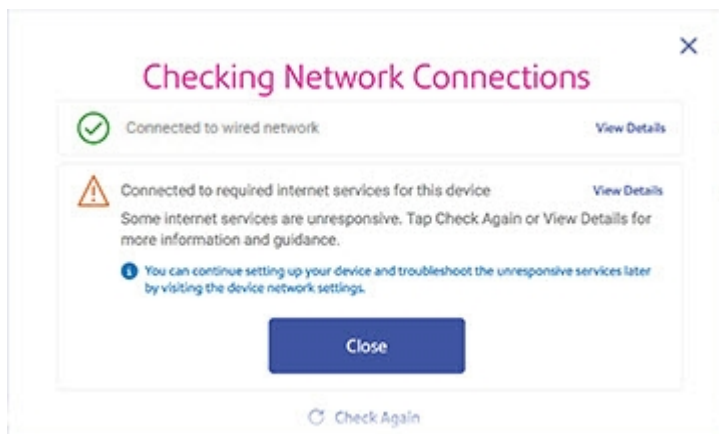 Checking Network Connections
Connected to wired network View Details
Connected to required internet services for this device View Details
Some internet services are unresponsive. Tap Check Again or View Details for
more information and guidance.
You can continue setting up your device and troubleshoot the unresponsive services later
by visiting the device network settings.
Close
Check Again